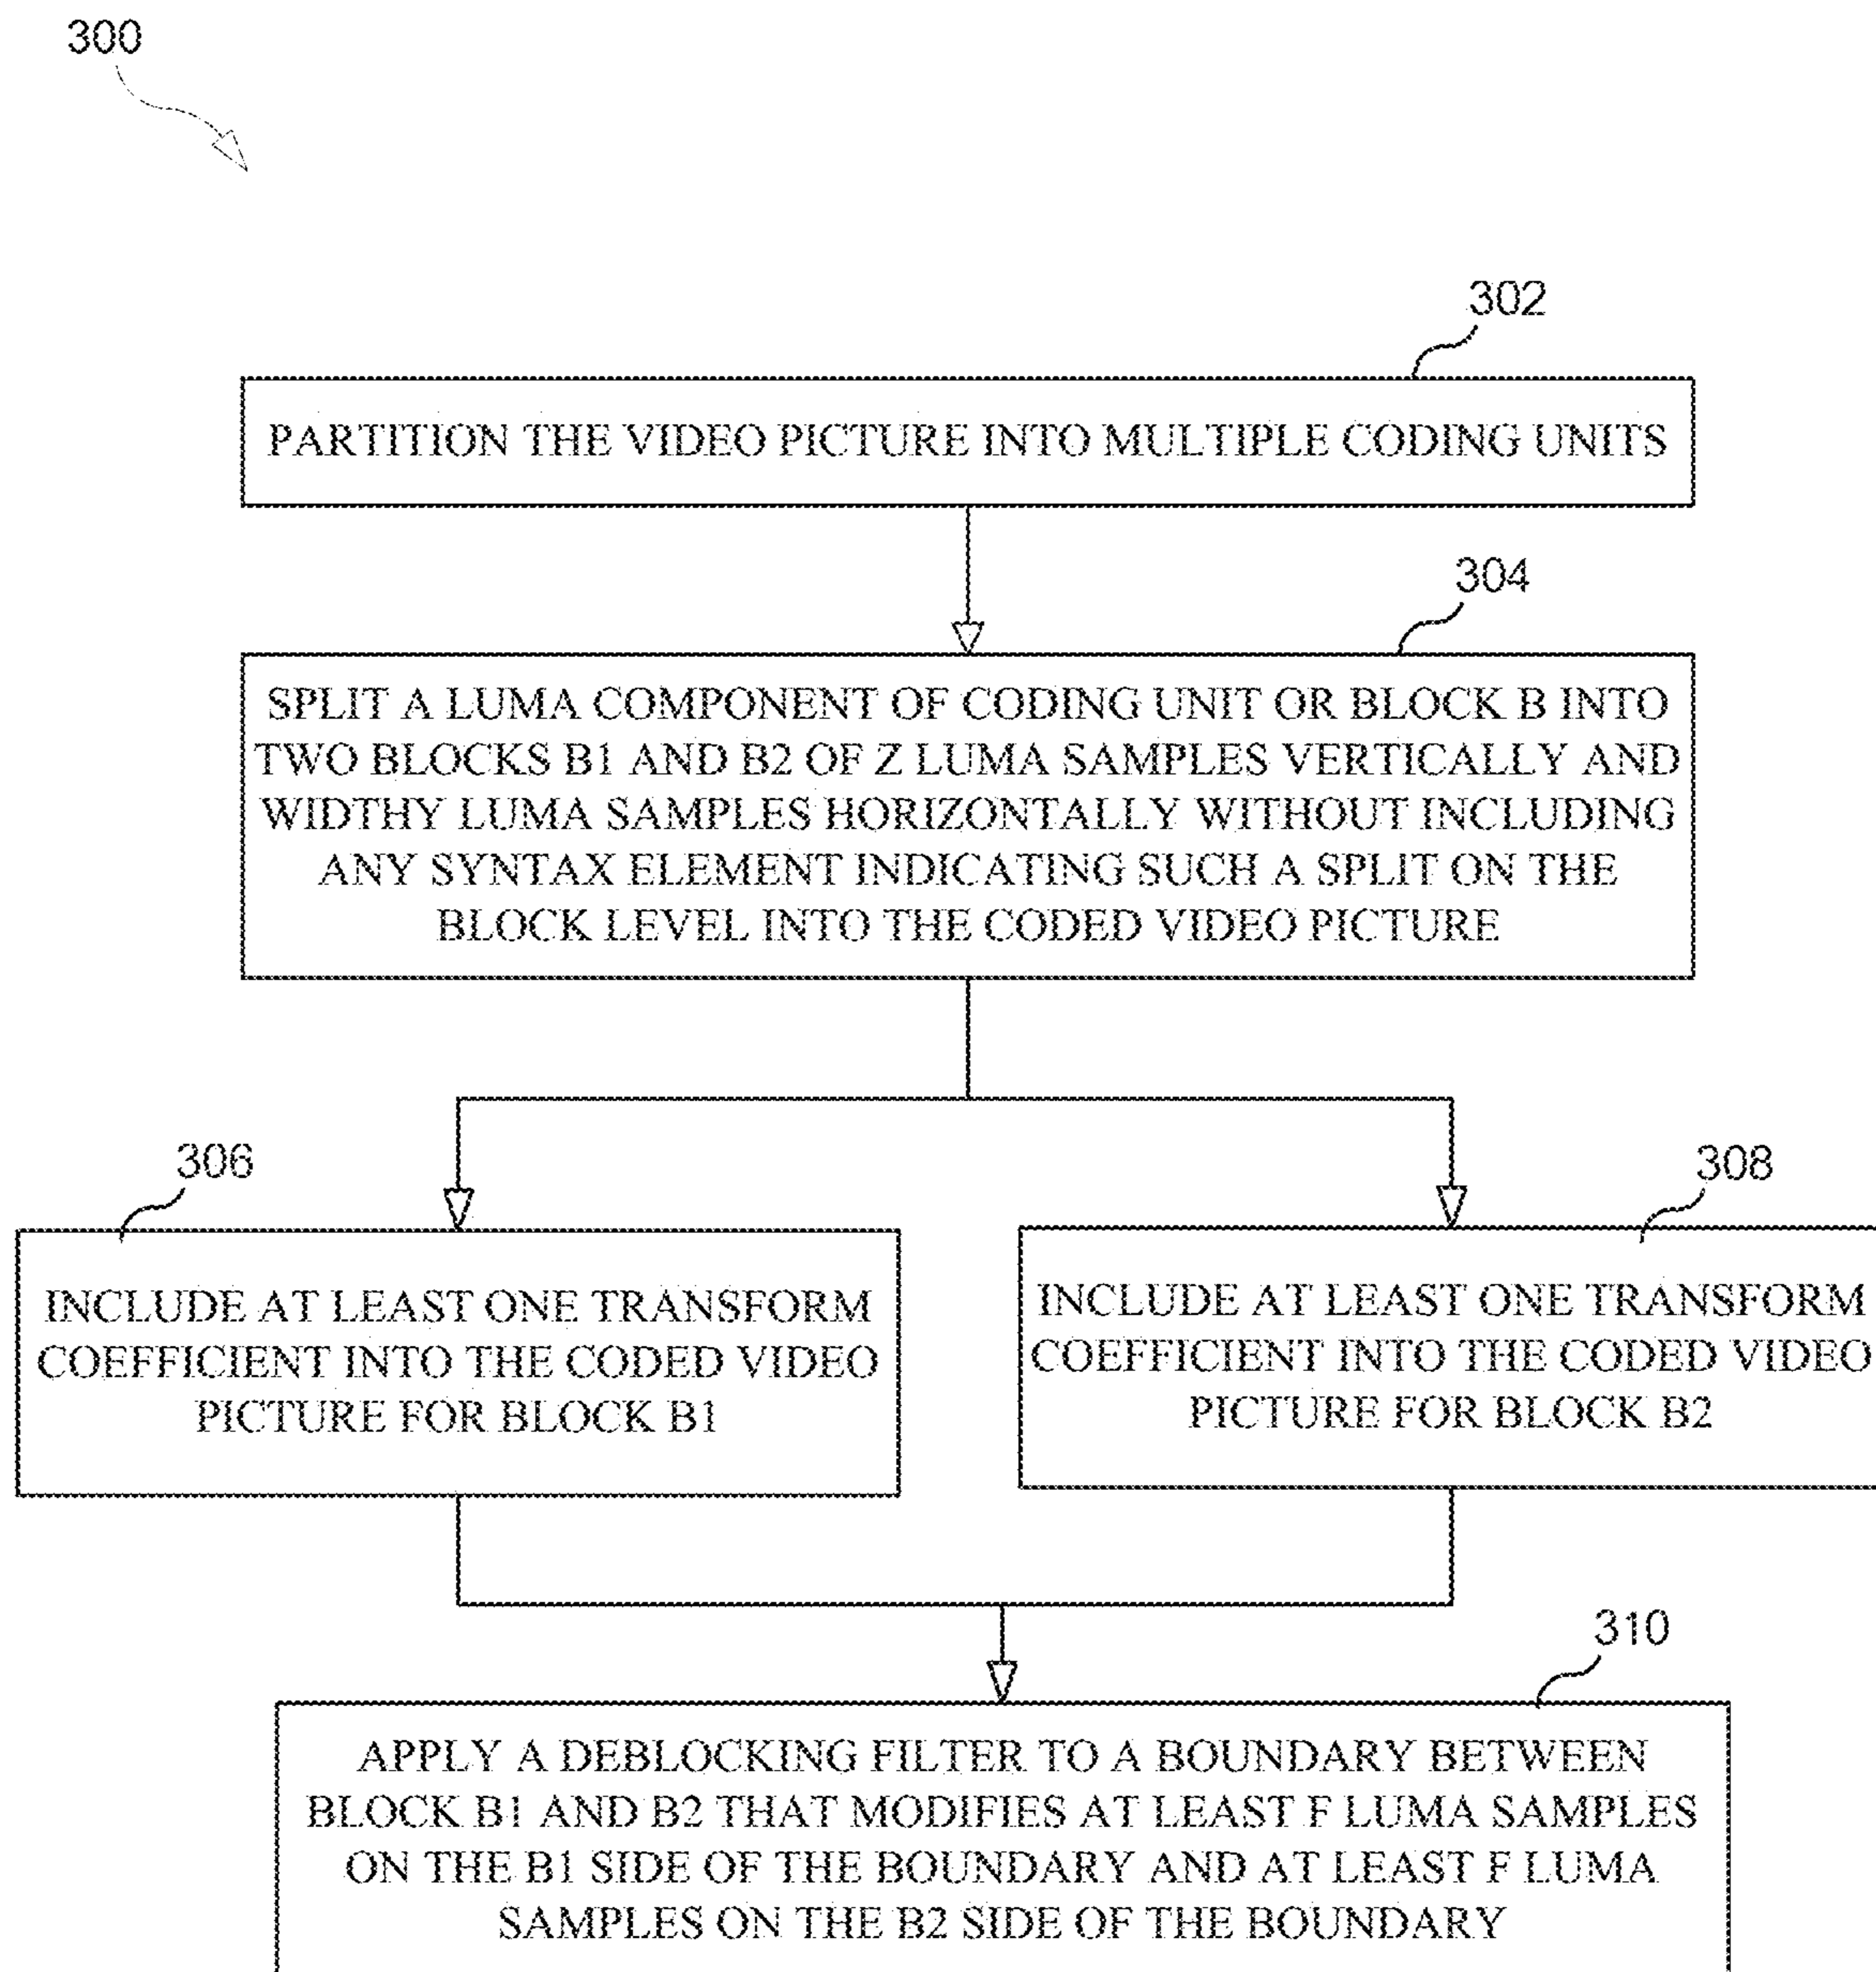 300
302
PARTITION THE VIDEO PICTURE INTO MULTIPLE CODING UNITS
304
SPLIT A LUMA COMPONENT OF CODING UNIT OR BLOCK B INTO
TWO BLOCKS B1 AND B2 OF Z LUMA SAMPLES VERTICALLY AND
WIDTHY LUMA SAMPLES HORIZONTALLY WITHOUT INCLUDING
ANY SYNTAX ELEMENT INDICATING SUCH A SPLIT ON THE
BLOCK LEVEL INTO THE CODED VIDEO PICTURE
306
INCLUDE AT LEAST ONE TRANSFORM
COEFFICIENT INTO THE CODED VIDEO
PICTURE FOR BLOCK B1
308
INCLUDE AT LEAST ONE TRANSFORM
COEFFICIENT INTO THE CODED VIDEO
PICTURE FOR BLOCK B2
310
APPLY A DEBLOCKING FILTER TO A BOUNDARY BETWEEN
BLOCK B1 AND B2 THAT MODIFIES AT LEAST F LUMA SAMPLES
ON THE B1 SIDE OF THE BOUNDARY AND AT LEAST F LUMA
SAMPLES ON THE B2 SIDE OF THE BOUNDARY